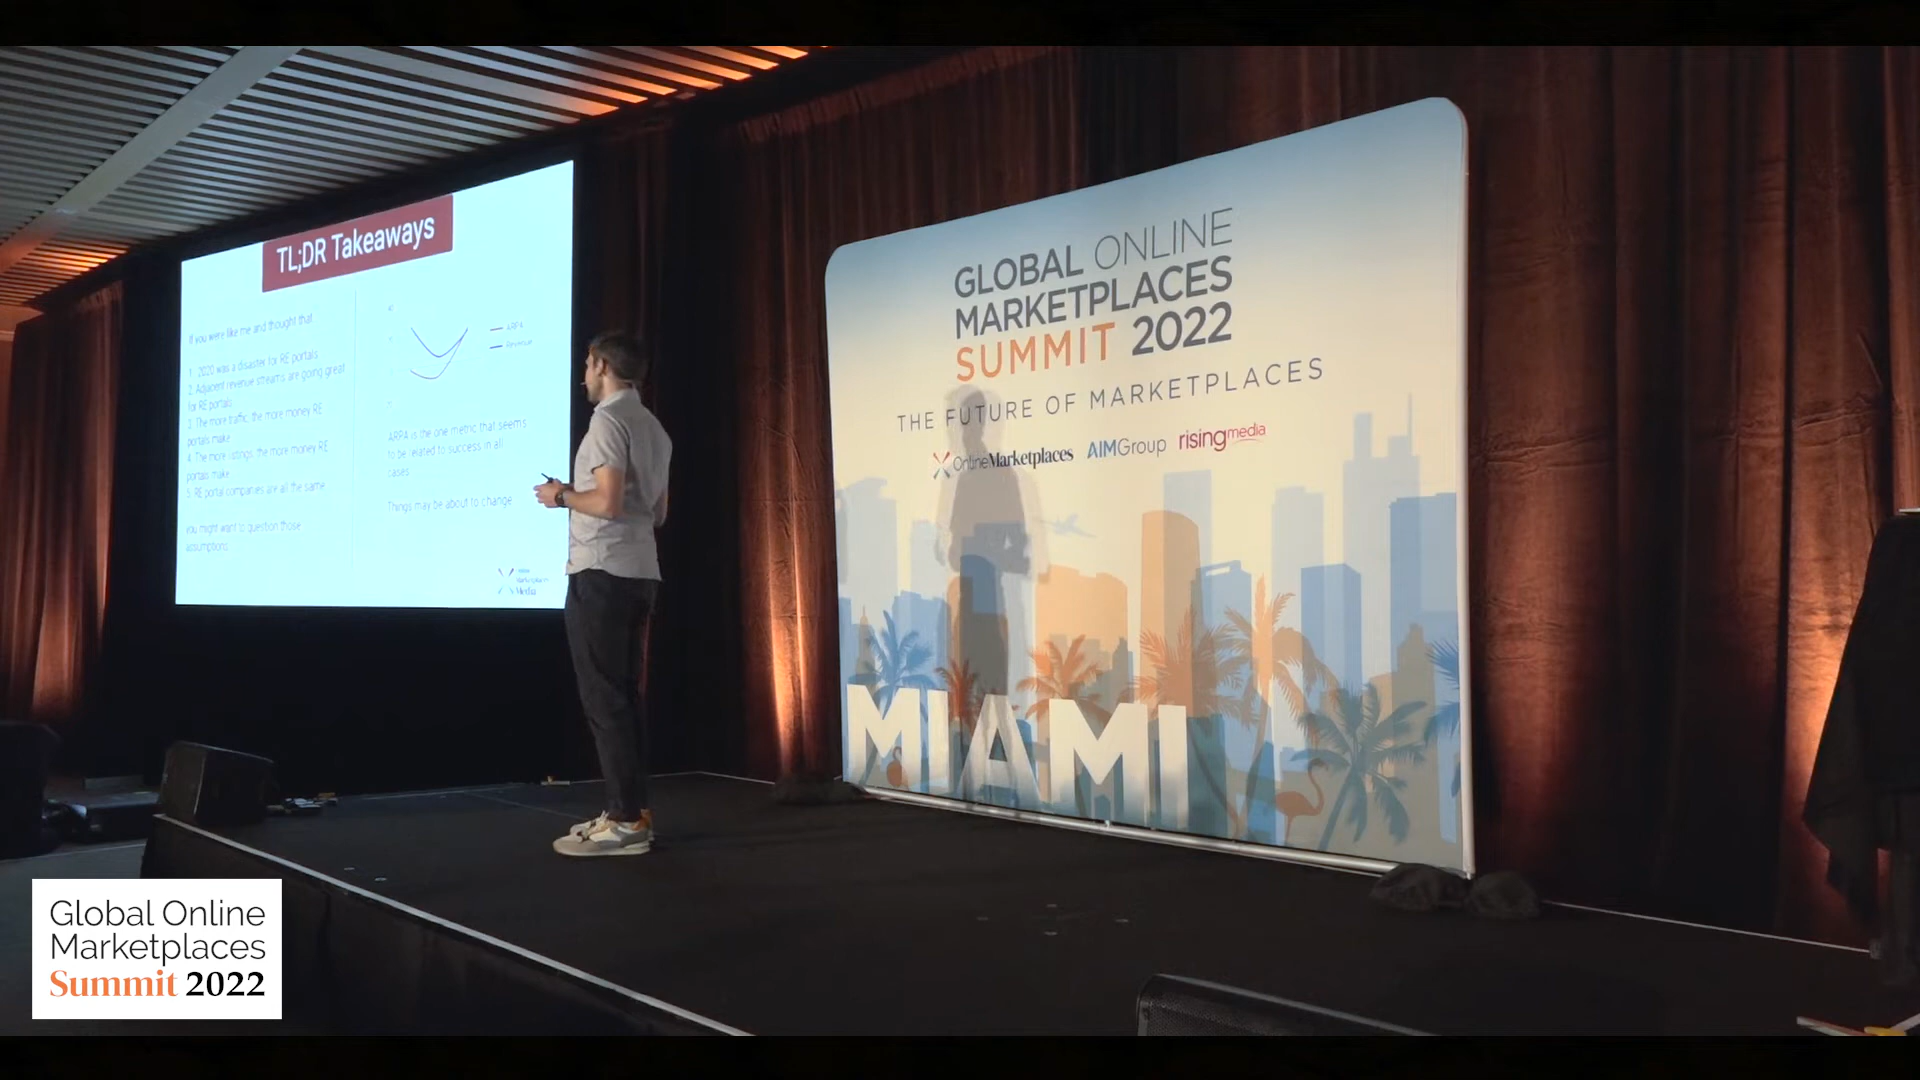 TL;DR Takeaways
If you were like me and thought that
1. 2020 was a disaster for RE portals
2. Adjacent revenue streams are going great
for RE portals
3. The more traffic, the more money RE
portals make
4. The more listings, the more money RE
portals make
5. RE portal companies are all the same
you might want to question those
assumptions
ARPA
Revenue
ARPA is the one metric that seems
to be related to success in all
cases
Things may be about to change
Online
Marketplaces
Media
GLOBAL ONLINE
MARKETPLACES
SUMMIT 2022
THE FUTURE OF MARKETPLACES
OnlineMarketplaces AIMGroup risingmedia
MIAMI
Global Online
Marketplaces
Summit 2022